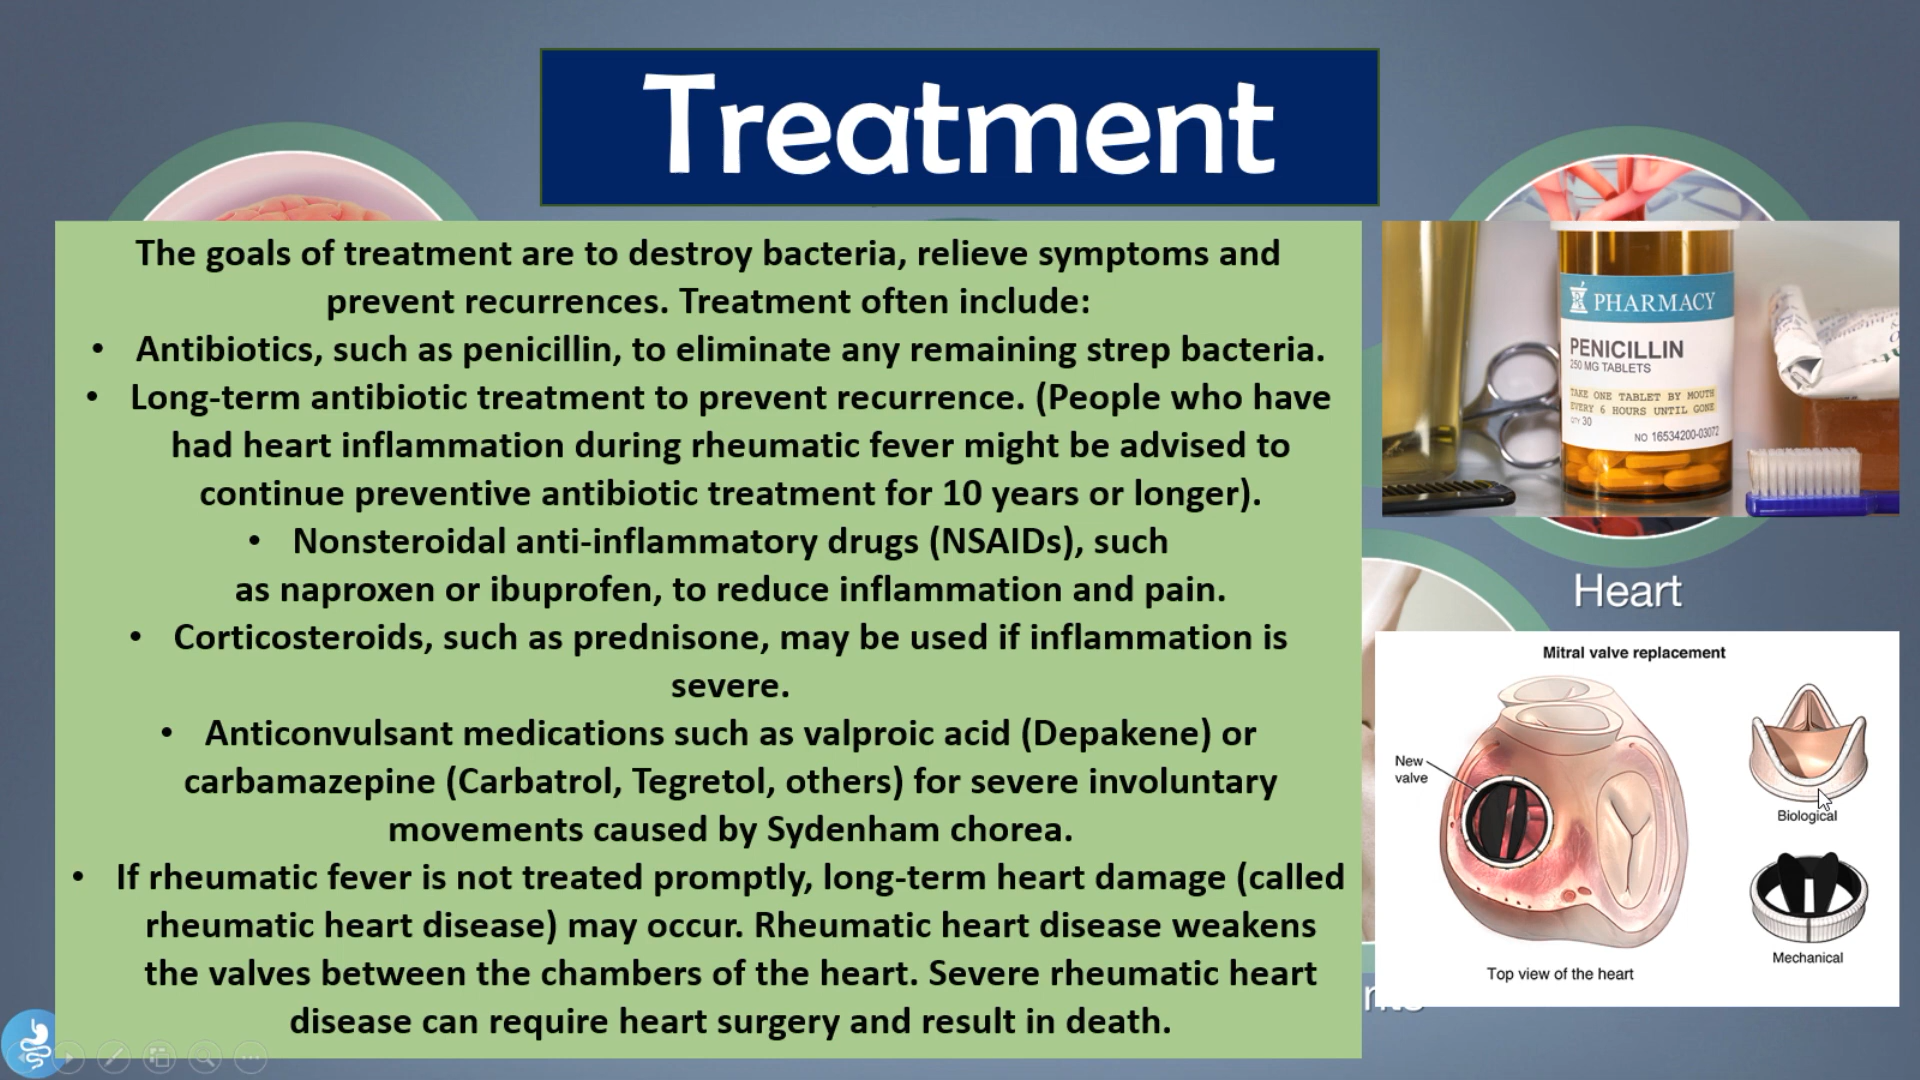 Treatment
The goals of treatment are to destroy bacteria, relieve symptoms and
prevent recurrences. Treatment often include:
• Antibiotics, such as penicillin, to eliminate any remaining strep bacteria.
• Long-term antibiotic treatment to prevent recurrence. (People who have
had heart inflammation during rheumatic fever might be advised to
continue preventive antibiotic treatment for 10 years or longer).
• Nonsteroidal anti-inflammatory drugs (NSAIDs), such
as naproxen or ibuprofen, to reduce inflammation and pain.
• Corticosteroids, such as prednisone, may be used if inflammation is
severe.
• Anticonvulsant medications such as valproic acid (Depakene) or
carbamazepine (Carbatrol, Tegretol, others) for severe involuntary
movements caused by Sydenham chorea.
• If rheumatic fever is not treated promptly, long-term heart damage (called
rheumatic heart disease) may occur. Rheumatic heart disease weakens
the valves between the chambers of the heart. Severe rheumatic heart
disease can require heart surgery and result in death.
PHARMACY
PENICILLIN
250 MG TABLETS
TAKE ONE TABLET BY MOUTH
EVERY 6 HOURS UNTIL GONE
QTY 30
NO 16534200-03072
Heart
Mitral valve replacement
New
valve
Biological
Mechanical
Top view of the heart